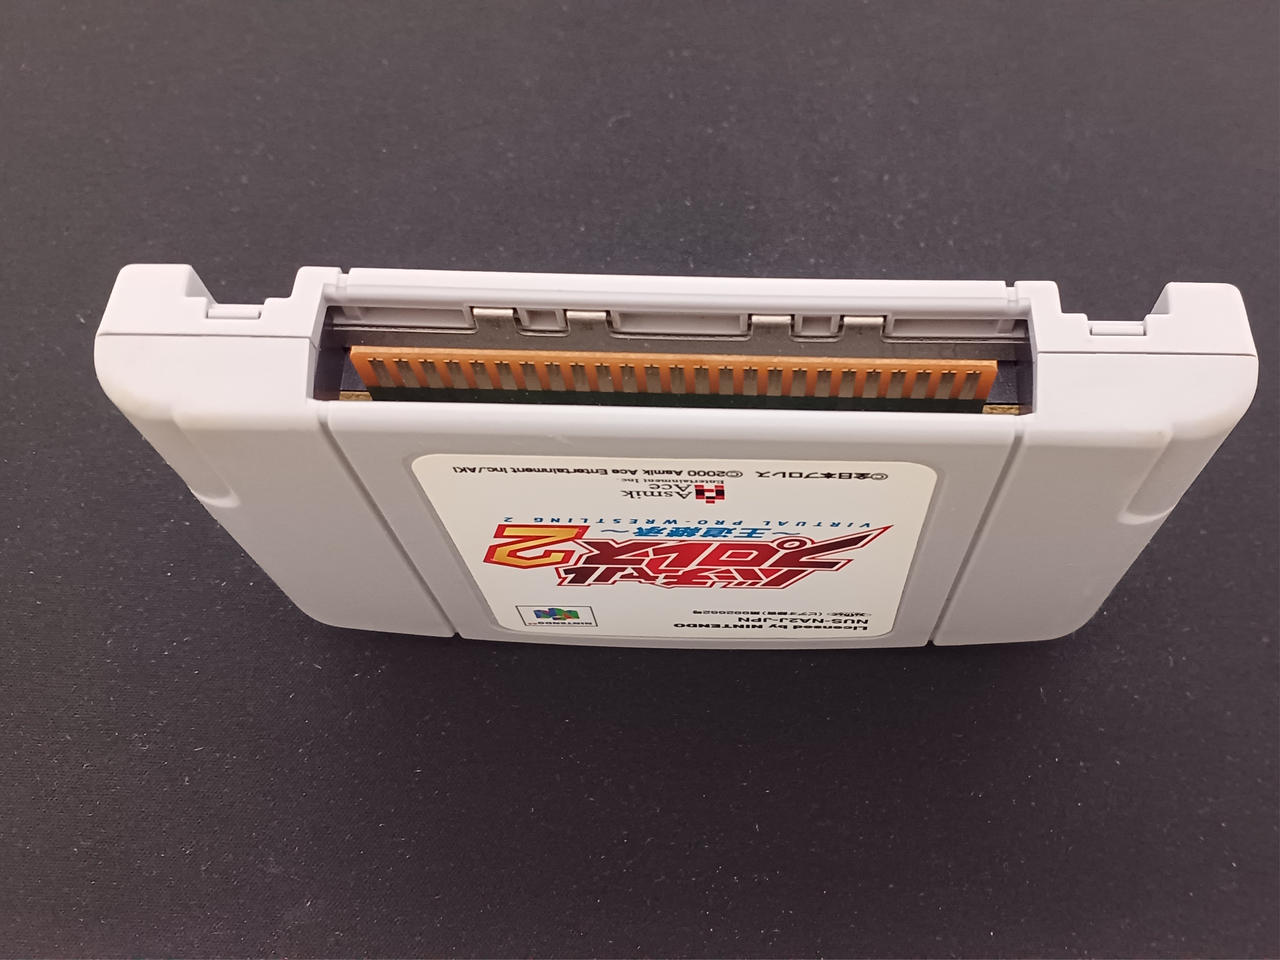 Licensed by NINTENDO
NUS-NA2J-JPN
NINTENDO 64
バーチャル
プロレス2
～王道継承～
VIRTUAL PRO-WRESTLING 2
Asmik
Ace
Entertainment Inc.
©全日本プロレス ©2000 Asmik Ace Entertainment Inc./AKI